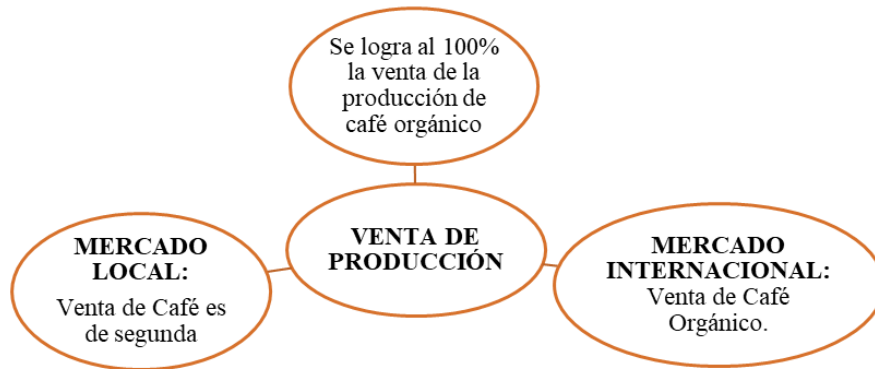 Se logra al 100%
la venta de la
producción de
café orgánico
VENTA DE
PRODUCCIÓN
MERCADO
LOCAL:
Venta de Café es
de segunda
MERCADO
INTERNACIONAL:
Venta de Café
Orgánico.